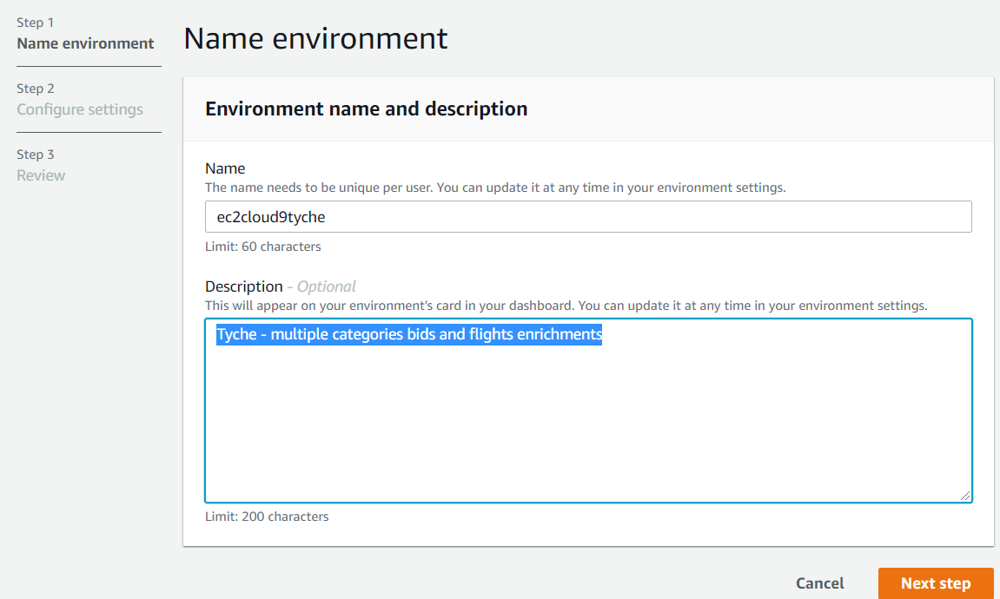 Step 1
Name environment
Step 2
Configure settings
Step 3
Review
Name environment
Environment name and description
Name
The name needs to be unique per user. You can update it at any time in your environment settings.
ec2cloud9tyche
Limit: 60 characters
Description - Optional
This will appear on your environment's card in your dashboard. You can update it at any time in your environment settings.
Tyche - multiple categories bids and flights enrichments
Limit: 200 characters
Cancel
Next step